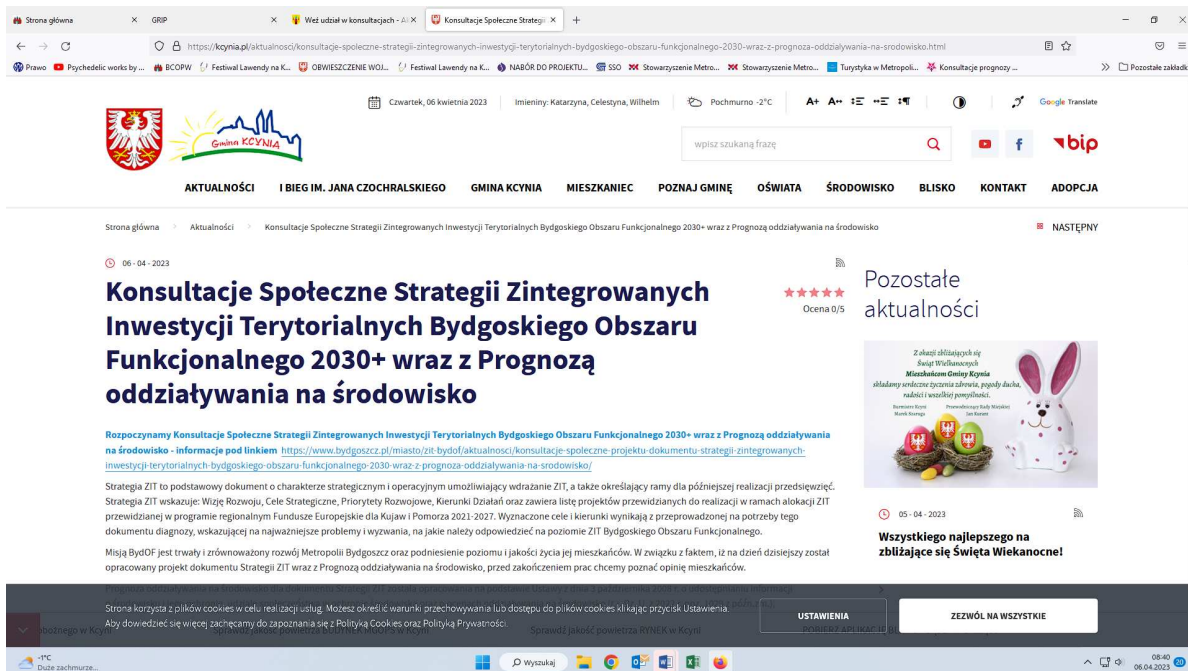 Strona główna
GRIP
Weź udział w konsultacjach - A
Konsultacje Społeczne Strategii
https://kcynia.pl/aktualnosci/konsultacje-spoleczne-strategii-zintegrowanych-inwestycji-terytorialnych-bydgoskiego-obszaru-funkcjonalnego-2030-wraz-z-prognoza-oddzialywania-na-srodowisko.html
Prawo
Psychedelic works by ...
BCOPW
Festiwal Lawendy na K...
OBWIESZCZENIE WOJ...
Festiwal Lawendy na K...
NABÓR DO PROJEKTU...
SSO
Stowarzyszenie Metro...
Stowarzyszenie Metro...
Turystyka w Metropoli...
Konsultacje prognozy ...
Pozostałe zakładk
Gmina KCYNIA
Czwartek, 06 kwietnia 2023
Imieniny: Katarzyna, Celestyna, Wilhelm
Pochmurno -2°C
A+
Google Translate
wpisz szukaną frazę
bip
AKTUALNOŚCI
I BIEG IM. JANA CZOCHRALSKIEGO
GMINA KCYNIA
MIESZKANIEC
POZNAJ GMINĘ
OŚWIATA
ŚRODOWISKO
BLISKO
KONTAKT
ADOPCJA
Strona główna
Aktualności
Konsultacje Społeczne Strategii Zintegrowanych Inwestycji Terytorialnych Bydgoskiego Obszaru Funkcjonalnego 2030+ wraz z Prognozą oddziaływania na środowisko
NASTĘPNY
06 - 04 - 2023
Konsultacje Społeczne Strategii Zintegrowanych
Inwestycji Terytorialnych Bydgoskiego Obszaru
Funkcjonalnego 2030+ wraz z Prognozą
oddziaływania na środowisko
Ocena 0/5
Rozpoczynamy Konsultacje Społeczne Strategii Zintegrowanych Inwestycji Terytorialnych Bydgoskiego Obszaru Funkcjonalnego 2030+ wraz z Prognozą oddziaływania
na środowisko - informacje pod linkiem https://www.bydgoszcz.pl/miasto/zit-bydof/aktualnosci/konsultacje-spoleczne-projektu-dokumentu-strategii-zintegrowanych-
inwestycji-terytorialnych-bydgoskiego-obszaru-funkcjonalnego-2030-wraz-z-prognoza-oddzialywania-na-srodowisko/
Strategia ZIT to podstawowy dokument o charakterze strategicznym i operacyjnym umożliwiający wdrażanie ZIT, a także określający ramy dla późniejszej realizacji przedsięwzięć.
Strategia ZIT wskazuje: Wizję Rozwoju, Cele Strategiczne, Priorytety Rozwojowe, Kierunki Działań oraz zawiera listę projektów przewidzianych do realizacji w ramach alokacji ZIT
przewidzianej w programie regionalnym Fundusze Europejskie dla Kujaw i Pomorza 2021-2027. Wyznaczone cele i kierunki wynikają z przeprowadzonej na potrzeby tego
dokumentu diagnozy, wskazującej na najważniejsze problemy i wyzwania, na jakie należy odpowiedzieć na poziomie ZIT Bydgoskiego Obszaru Funkcjonalnego.
Misją BydOF jest trwały i zrównoważony rozwój Metropolii Bydgoszcz oraz podniesienie poziomu i jakości życia jej mieszkańców. W związku z faktem, iż na dzień dzisiejszy został
opracowany projekt dokumentu Strategii ZIT wraz z Prognozą oddziaływania na środowisko, przed zakończeniem prac chcemy poznać opinię mieszkańców.
Pozostałe
aktualności
Z okazji zbliżających się
Świąt Wielkanocnych
Mieszkańcom Gminy Kcynia
składamy serdeczne życzenia zdrowia, pogody ducha,
radości i wszelkiej pomyślności.
Burmistrz Kcyni
Marek Szaruga
Przewodniczący Rady Miejskiej
Jan Kurant
05 - 04 - 2023
Wszystkiego najlepszego na
zbliżające się Święta Wiekanocne!
Strona korzysta z plików cookies w celu realizacji usług. Możesz określić warunki przechowywania lub dostępu do plików cookies klikając przycisk Ustawienia.
Aby dowiedzieć się więcej zachęcamy do zapoznania się z Polityką Cookies oraz Polityką Prywatności.
USTAWIENIA
ZEZWÓL NA WSZYSTKIE
-1°C
Duże zachmurze...
Wyszukaj
08:40
06.04.2023
20